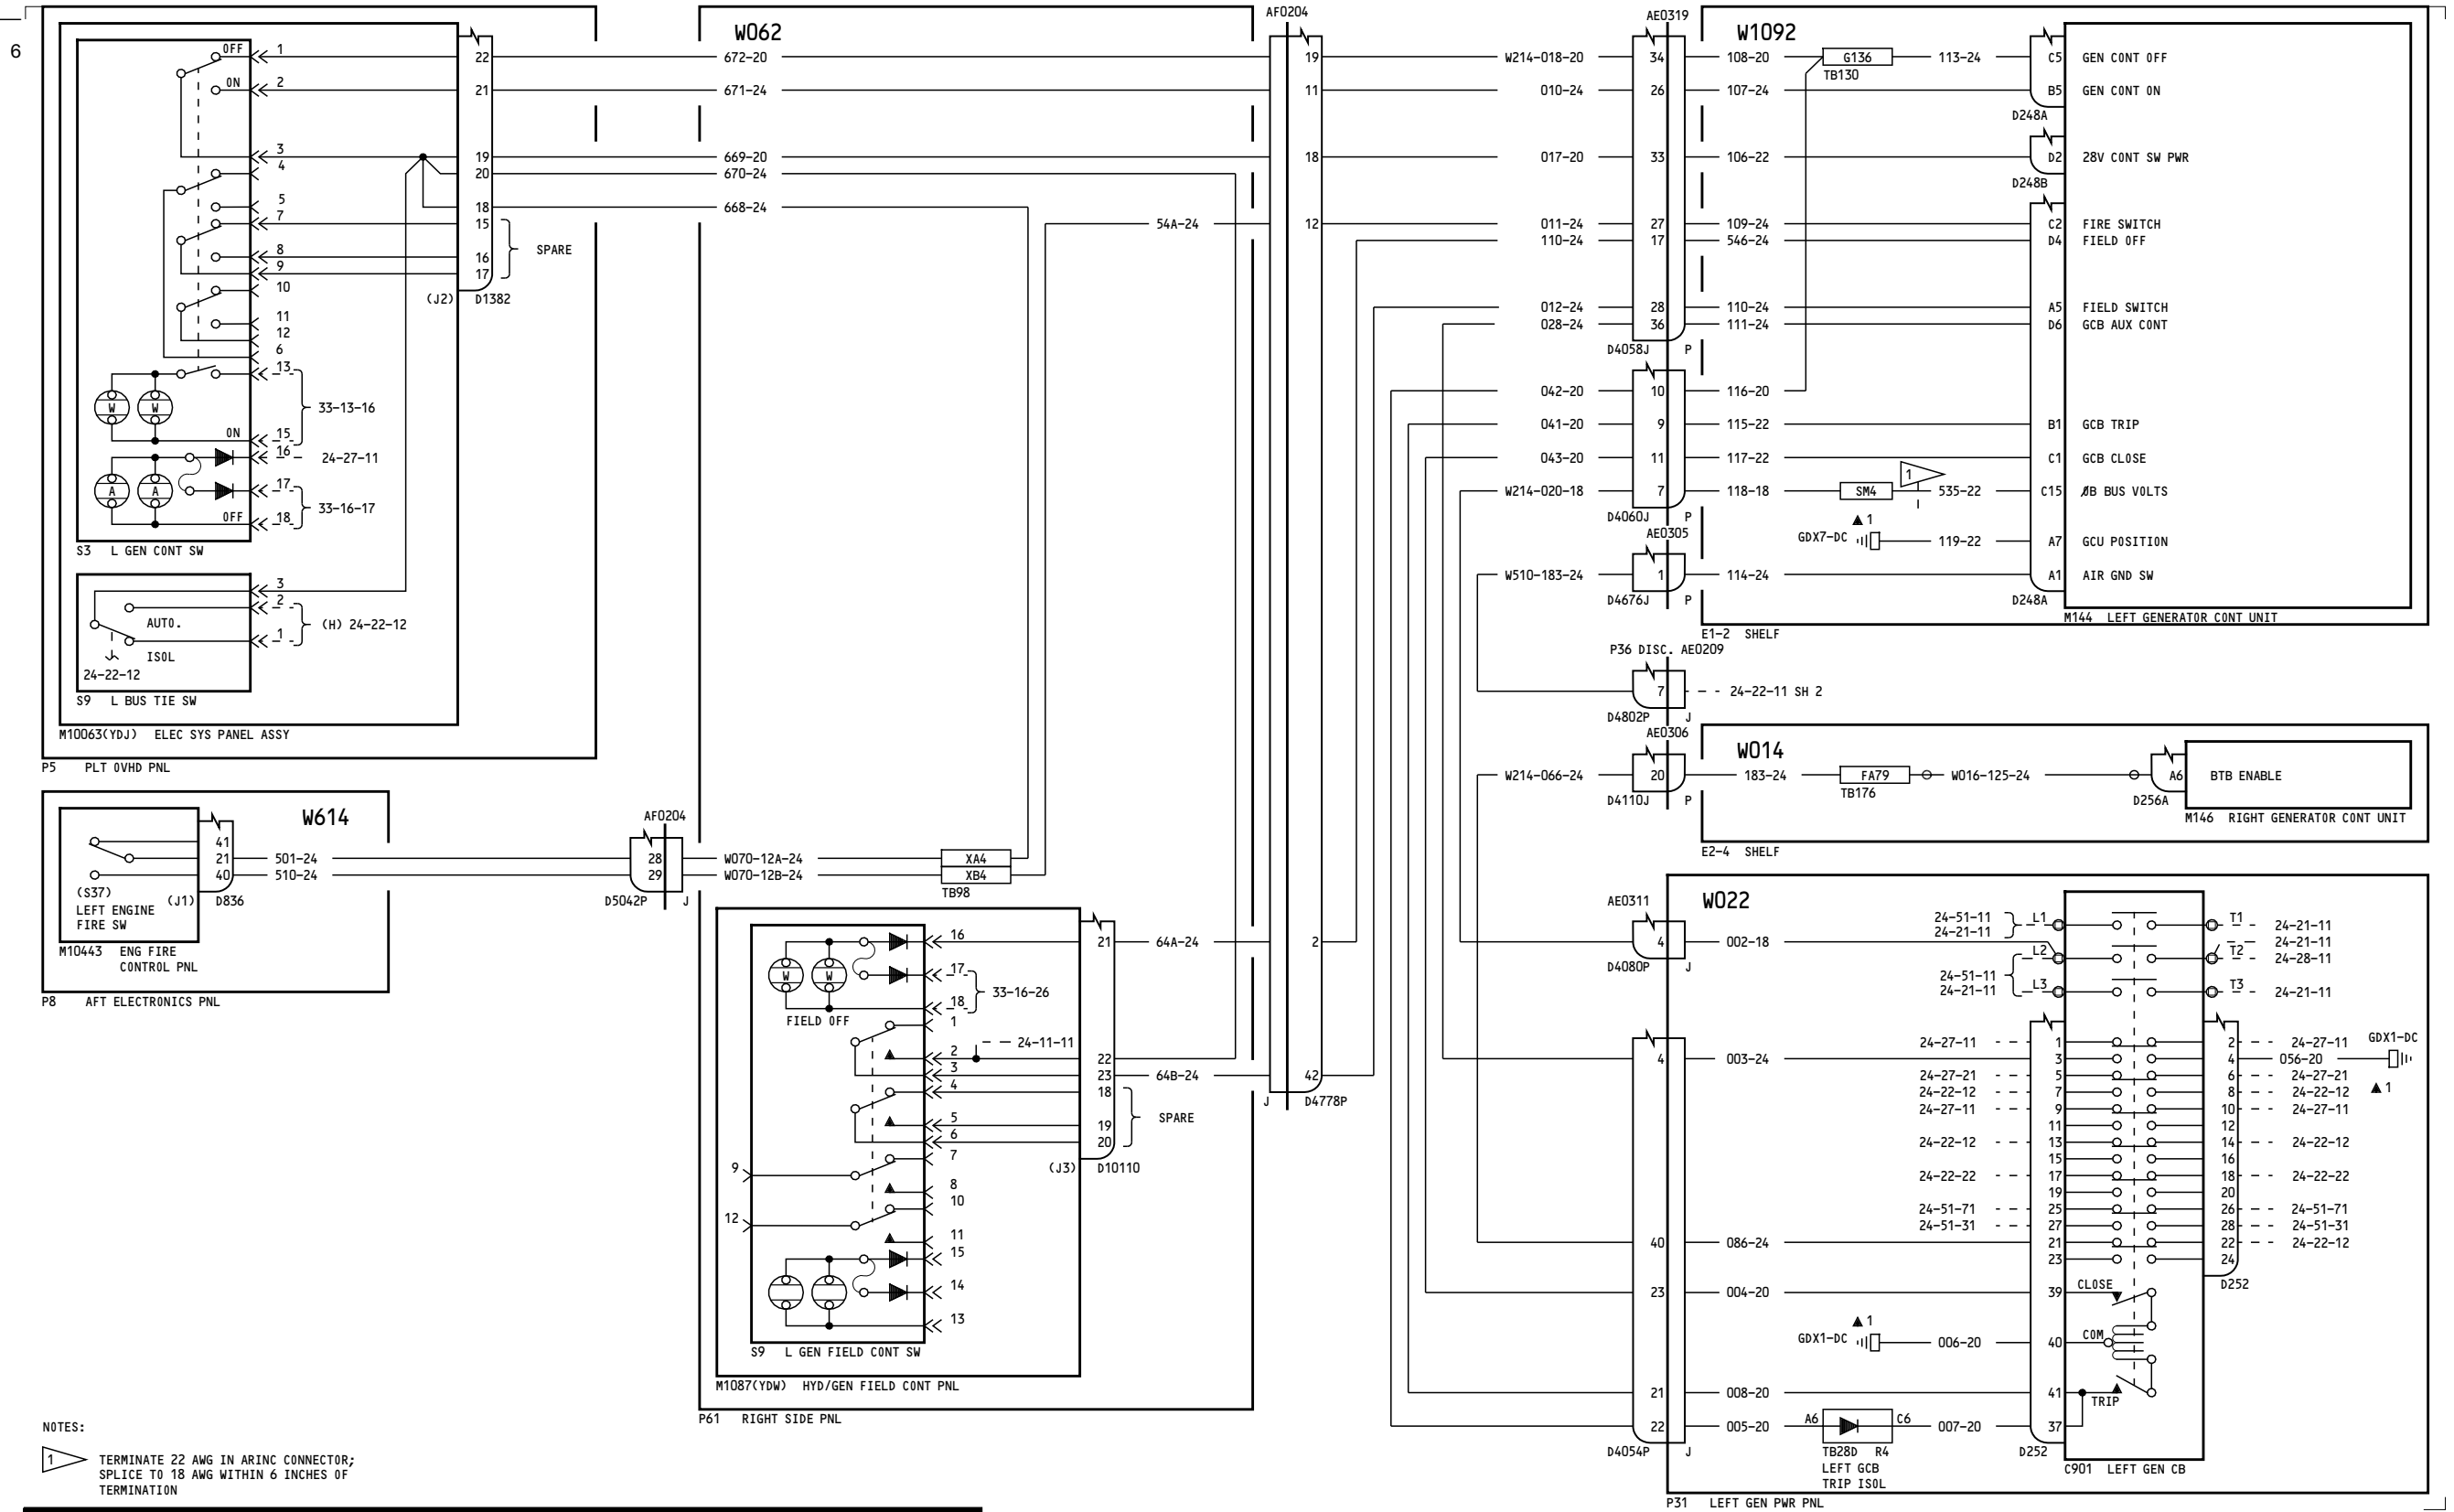 6
W062
AF0204
AE0319
W1092
OFF 1 22 672-20 19 W214-018-20 34 108-20 G136 113-24 C5 GEN CONT OFF
TB130
ON 2 21 671-24 11 010-24 26 107-24 B5 GEN CONT ON
D248A
3 19 669-20 18 017-20 33 106-22 D2 28V CONT SW PWR
4 20 670-24
D248B
5
18 668-24
7 15 54A-24 12 011-24 27 109-24 C2 FIRE SWITCH
110-24 17 546-24 D4 FIELD OFF
SPARE
8 16
9 17
10
(J2) D1382
012-24 28 110-24 A5 FIELD SWITCH
11
028-24 36 111-24 D6 GCB AUX CONT
12
6
D4058J P
13
042-20 10 116-20
W W 33-13-16
041-20 9 115-22 B1 GCB TRIP
ON 15
16 24-27-11
043-20 11 117-22 C1 GCB CLOSE
1
A A 17
W214-020-18 7 118-18 SM4 535-22 C15 ØB BUS VOLTS
33-16-17
OFF 18
D4060J P
1
AE0305
GDX7-DC 119-22 A7 GCU POSITION
S3 L GEN CONT SW
W510-183-24 1 114-24 A1 AIR GND SW
3
2
D4676J P
D248A
AUTO.
(H) 24-22-12
1
M144 LEFT GENERATOR CONT UNIT
E1-2 SHELF
ISOL
24-22-12
P36 DISC. AE0209
S9 L BUS TIE SW
7 24-22-11 SH 2
D4802P J
M10063(YDJ) ELEC SYS PANEL ASSY
AE0306
W014
P5 PLT OVHD PNL
W214-066-24 20 183-24 FA79 W016-125-24 A6 BTB ENABLE
TB176
D4110J P
D256A
M146 RIGHT GENERATOR CONT UNIT
E2-4 SHELF
W614
AF0204
41
21 501-24 28 W070-12A-24 XA4
40 510-24 29 W070-12B-24 XB4
TB98
(S37)
(J1) D836
D5042P J
LEFT ENGINE
FIRE SW
M10443 ENG FIRE
CONTROL PNL
P8 AFT ELECTRONICS PNL
AE0311
W022
24-51-11 L1 T1 24-21-11
24-21-11
16 21 64A-24 2 4 002-18
24-21-11
L2 T2 24-28-11
D4080P J
W W 17
24-51-11
24-21-11 L3 T3 24-21-11
33-16-26
18
FIELD OFF
1
24-11-11
24-27-11 1 2 24-27-11
GDX1-DC
2 22 4 003-24 3 4 056-20
3 23 64B-24 42
24-27-21 5 6 24-27-21
1
4 18
24-22-12 7 8 24-22-12
J D4778P
24-27-11 9 10 24-27-11
SPARE
5 19
11 12
6 20
24-22-12 13 14 24-22-12
7
15 16
(J3) D10110
9
24-22-22 17 18 24-22-22
8
19 20
10
24-51-71 25 26 24-51-71
12
24-51-31 27 28 24-51-31
11
40 086-24 21 22 24-22-12
15
23 24
14
CLOSE
D252
23 004-20 39
13
1
GDX1-DC 006-20 40 COM
S9 L GEN FIELD CONT SW
M1087(YDW) HYD/GEN FIELD CONT PNL
21 008-20 41
TRIP
P61 RIGHT SIDE PNL
22 005-20 A6 C6 007-20 37
D4054P J
TB28D R4
D252
LEFT GCB
TRIP ISOL
C901 LEFT GEN CB
P31 LEFT GEN PWR PNL
NOTES:
1 TERMINATE 22 AWG IN ARINC CONNECTOR;
SPLICE TO 18 AWG WITHIN 6 INCHES OF
TERMINATION